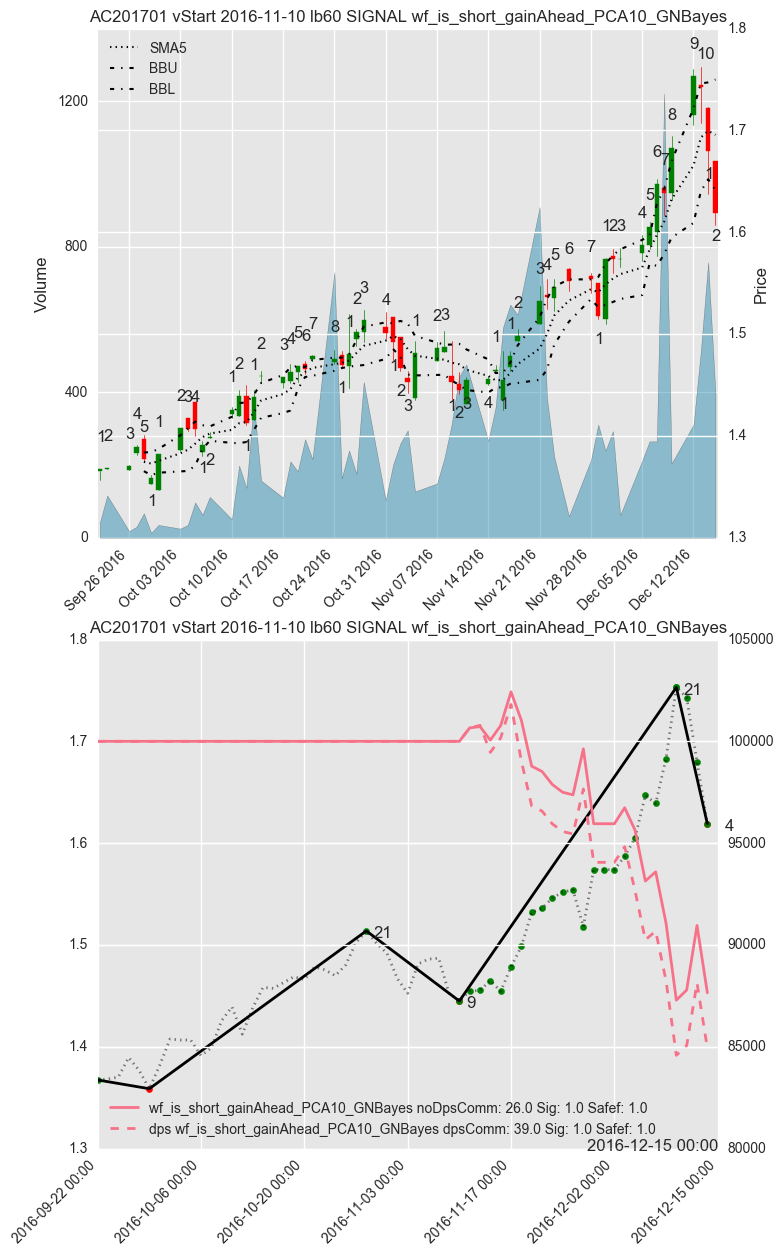 AC201701 vStart 2016-11-10 lb60 SIGNAL wf_is_short_gainAhead_PCA10_GNBayes
SMA5
BBU
BBL
Volume
Price
1200
800
400
0
1.8
1.7
1.6
1.5
1.4
1.3
Sep 26 2016
Oct 03 2016
Oct 10 2016
Oct 17 2016
Oct 24 2016
Oct 31 2016
Nov 07 2016
Nov 14 2016
Nov 21 2016
Nov 28 2016
Dec 05 2016
Dec 12 2016
AC201701 vStart 2016-11-10 lb60 SIGNAL wf_is_short_gainAhead_PCA10_GNBayes
1.8
1.7
1.6
1.5
1.4
1.3
105000
100000
95000
90000
85000
80000
21
9
21
4
wf_is_short_gainAhead_PCA10_GNBayes noDpsComm: 26.0 Sig: 1.0 Safef: 1.0
dps wf_is_short_gainAhead_PCA10_GNBayes dpsComm: 39.0 Sig: 1.0 Safef: 1.0
2016-12-15 00:00
2016-09-22 00:00
2016-10-06 00:00
2016-10-20 00:00
2016-11-03 00:00
2016-11-17 00:00
2016-12-02 00:00
2016-12-15 00:00